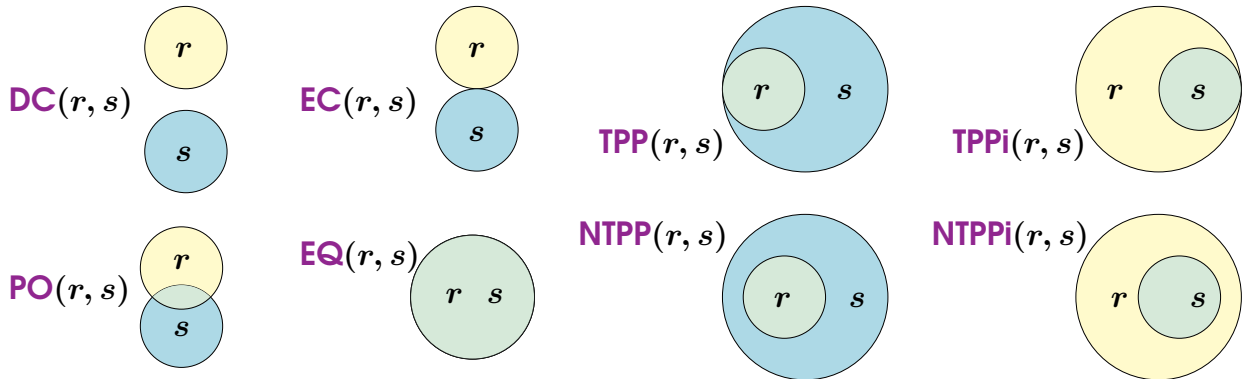 r
DC(r, s)
s
r
EC(r, s)
s
r s
TPP(r, s)
r s
TPPi(r, s)
r
PO(r, s)
s
EQ(r, s)
r s
NTPP(r, s)
r s
NTPPi(r, s)
r s